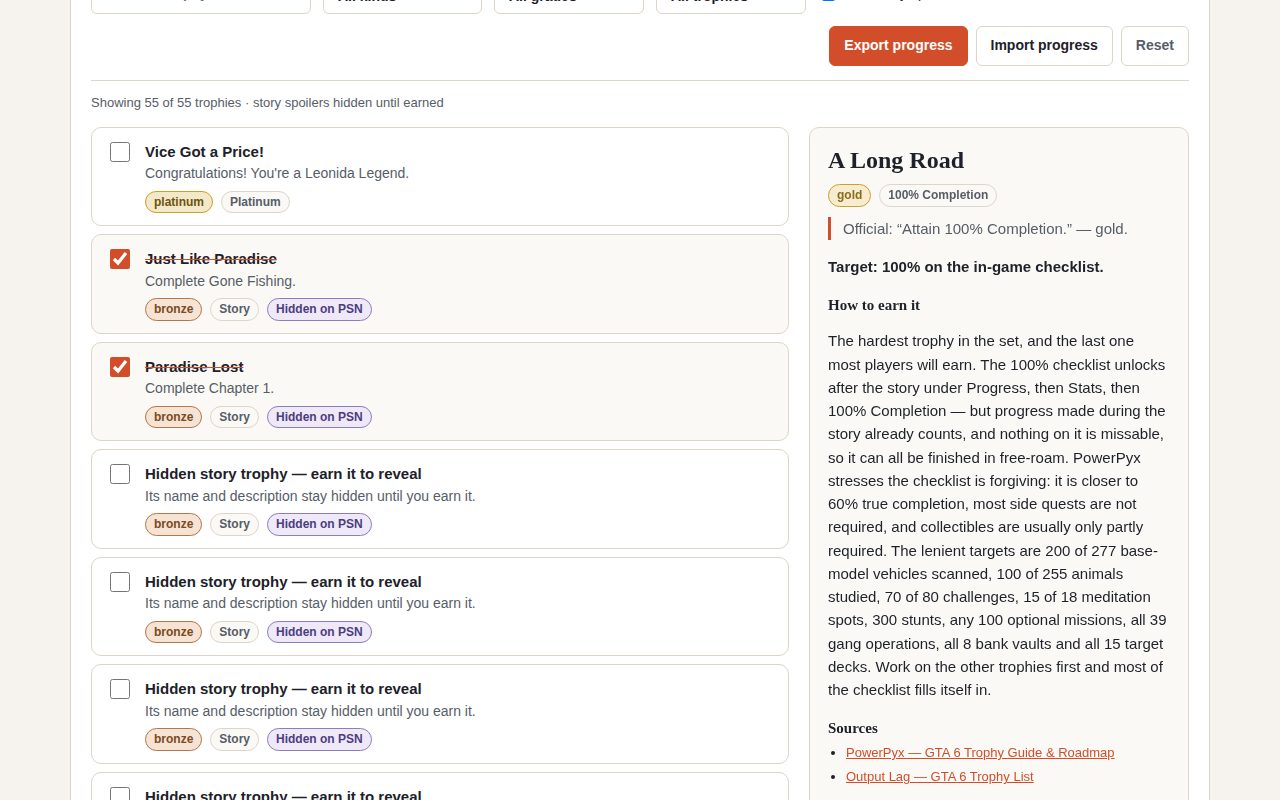 Export progress
Import progress
Reset
Showing 55 of 55 trophies · story spoilers hidden until earned
Vice Got a Price!
Congratulations! You're a Leonida Legend.
platinum
Platinum
Just Like Paradise
Complete Gone Fishing.
bronze
Story
Hidden on PSN
Paradise Lost
Complete Chapter 1.
bronze
Story
Hidden on PSN
Hidden story trophy — earn it to reveal
Its name and description stay hidden until you earn it.
bronze
Story
Hidden on PSN
Hidden story trophy — earn it to reveal
Its name and description stay hidden until you earn it.
bronze
Story
Hidden on PSN
Hidden story trophy — earn it to reveal
Its name and description stay hidden until you earn it.
bronze
Story
Hidden on PSN
Hidden story trophy — earn it to reveal
A Long Road
gold
100% Completion
Official: “Attain 100% Completion.” — gold.
Target: 100% on the in-game checklist.
How to earn it
The hardest trophy in the set, and the last one
most players will earn. The 100% checklist unlocks
after the story under Progress, then Stats, then
100% Completion — but progress made during the
story already counts, and nothing on it is missable,
so it can all be finished in free-roam. PowerPyx
stresses the checklist is forgiving: it is closer to
60% true completion, most side quests are not
required, and collectibles are usually only partly
required. The lenient targets are 200 of 277 base-
model vehicles scanned, 100 of 255 animals
studied, 70 of 80 challenges, 15 of 18 meditation
spots, 300 stunts, any 100 optional missions, all 39
gang operations, all 8 bank vaults and all 15 target
decks. Work on the other trophies first and most of
the checklist fills itself in.
Sources
PowerPyx — GTA 6 Trophy Guide & Roadmap
Output Lag — GTA 6 Trophy List